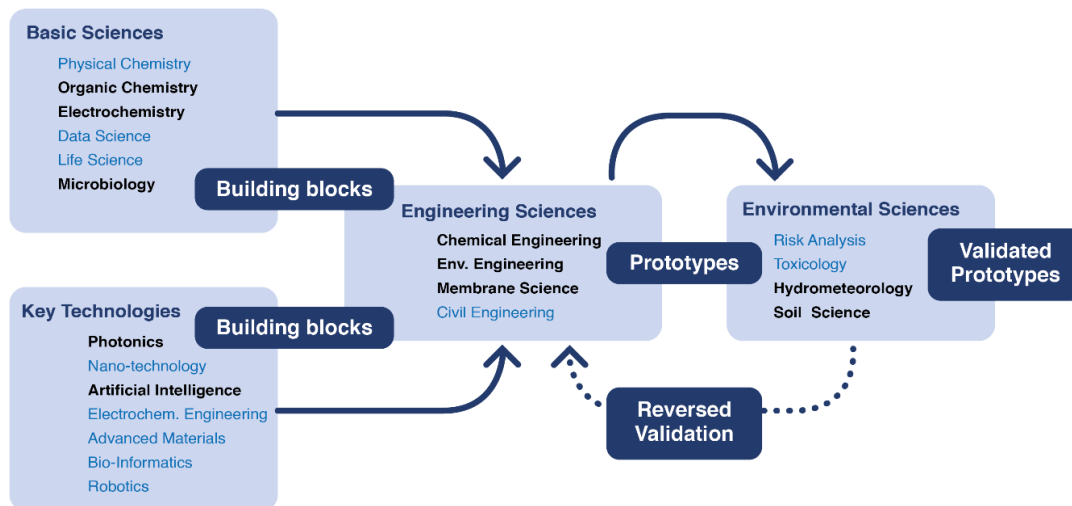 Basic Sciences
Physical Chemistry
Organic Chemistry
Electrochemistry
Data Science
Life Science
Microbiology
Building blocks
Key Technologies
Photonics
Nano-technology
Artificial Intelligence
Electrochem. Engineering
Advanced Materials
Bio-Informatics
Robotics
Building blocks
Engineering Sciences
Chemical Engineering
Env. Engineering
Membrane Science
Civil Engineering
Prototypes
Environmental Sciences
Risk Analysis
Toxicology
Hydrometeorology
Soil Science
Validated
Prototypes
Reversed
Validation